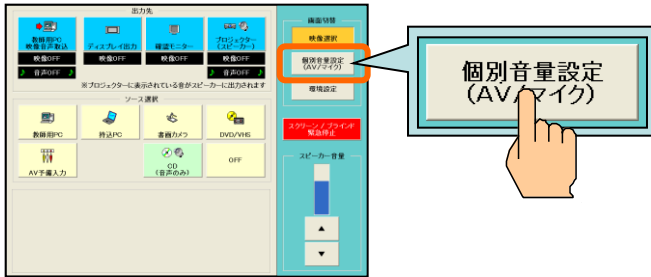 出力先
教師用PC
映像音声取込
ディスプレイ出力
確認モニター
プロジェクター
(スピーカー)
映像OFF
映像OFF
映像OFF
映像OFF
♪ 音声OFF ♪
♪ 音声OFF ♪
※プロジェクターに表示されている音がスピーカーに出力されます
ソース選択
教師用PC
持込PC
書画カメラ
DVD/VHS
AV予備入力
CD
(音声のみ)
OFF
画面切替
映像選択
個別音量設定
(AV/マイク)
環境設定
スクリーン/ブラインド
緊急停止
スピーカー音量
▲
▼
個別音量設定
(AV/マイク)